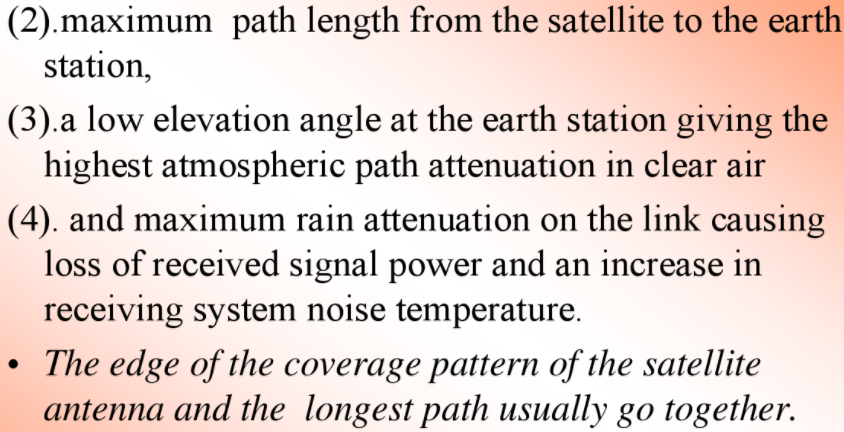 (2).maximum  path length from the satellite to the earth
station,
(3).a low elevation angle at the earth station giving the
highest atmospheric path attenuation in clear air
(4). and maximum rain attenuation on the link causing
loss of received signal power and an increase in
receiving system noise temperature.
• The edge of the coverage pattern of the satellite
antenna and the  longest path usually go together.